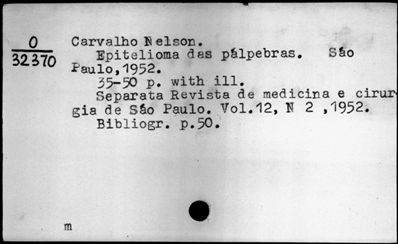 O
32370
Carvalho Nelson.
Epitelioma das pálpebras. São
Paulo,1952.
35-50 p. with ill.
Separata Revista de medicina e cirur-
gia de São Paulo. Vol.12, N 2 ,1952.
Bibliogr. p.50.
m